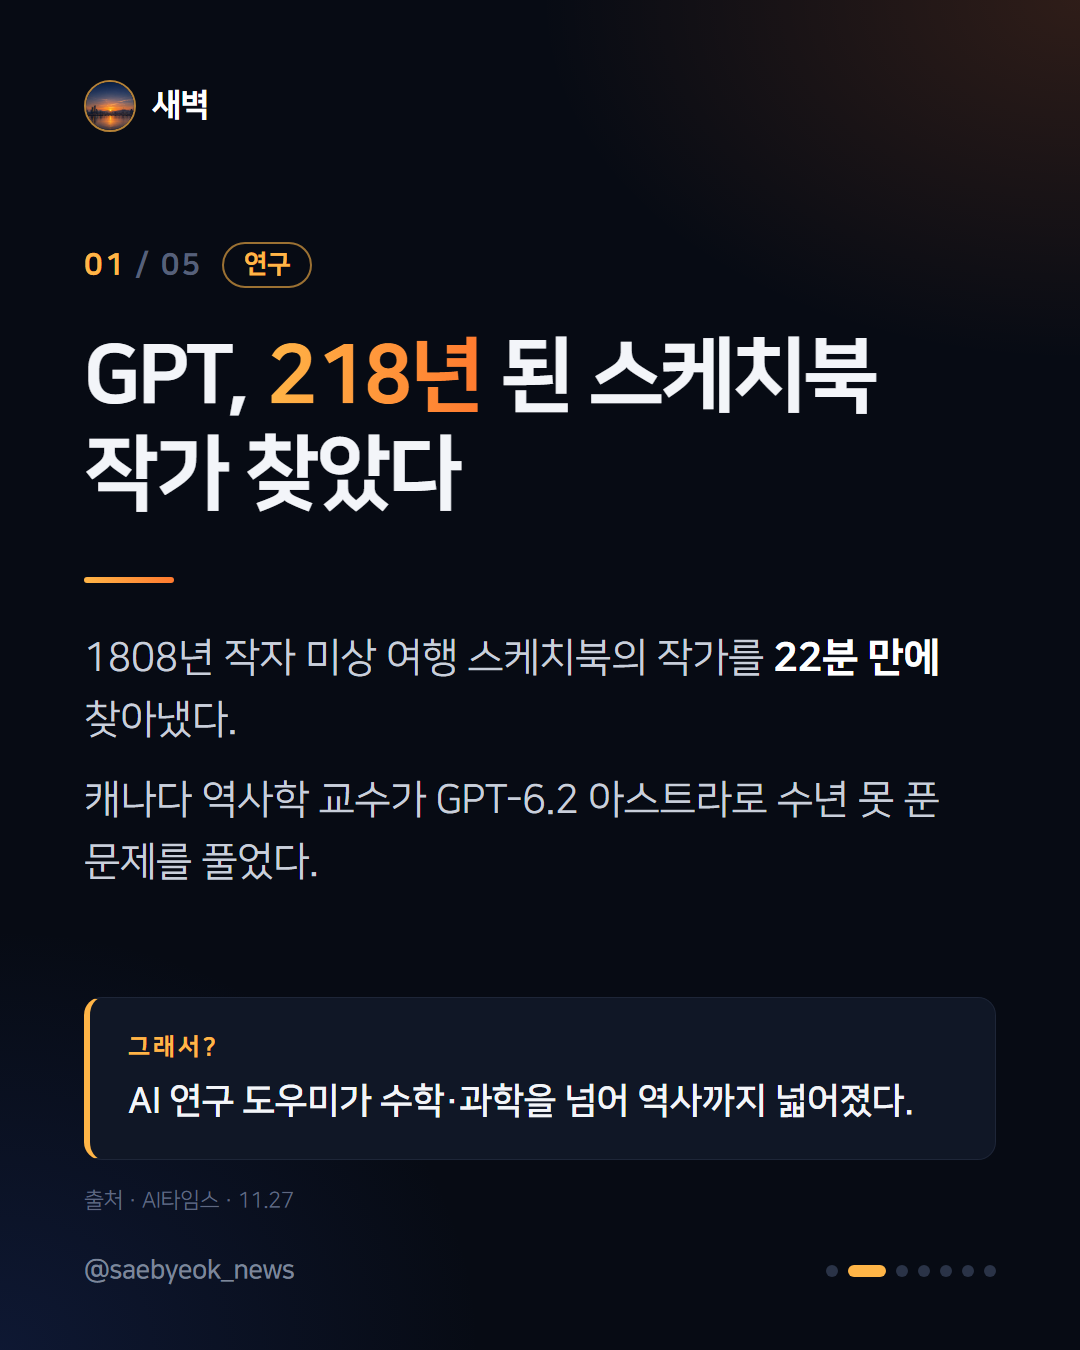 새벽
01 / 05 연구
GPT, 218년 된 스케치북
작가 찾았다
1808년 작자 미상 여행 스케치북의 작가를 22분 만에
찾아냈다.
캐나다 역사학 교수가 GPT-6.2 아스트라로 수년 못 푼
문제를 풀었다.
그래서?
AI 연구 도우미가 수학·과학을 넘어 역사까지 넓어졌다.
출처 · AI타임스 · 11.27
@saebyeok_news